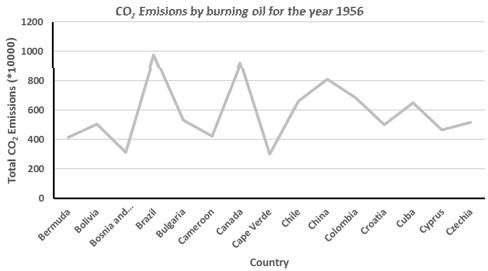 CO₂ Emisions by burning oil for the year 1956
Total CO₂ Emissions (*10000)
1200
1000
800
600
400
200
0
Bermuda
Bolivia
Bosnia and...
Brazil
Bulgaria
Cameroon
Canada
Cape Verde
Chile
China
Colombia
Croatia
Cuba
Cyprus
Czechia
Country